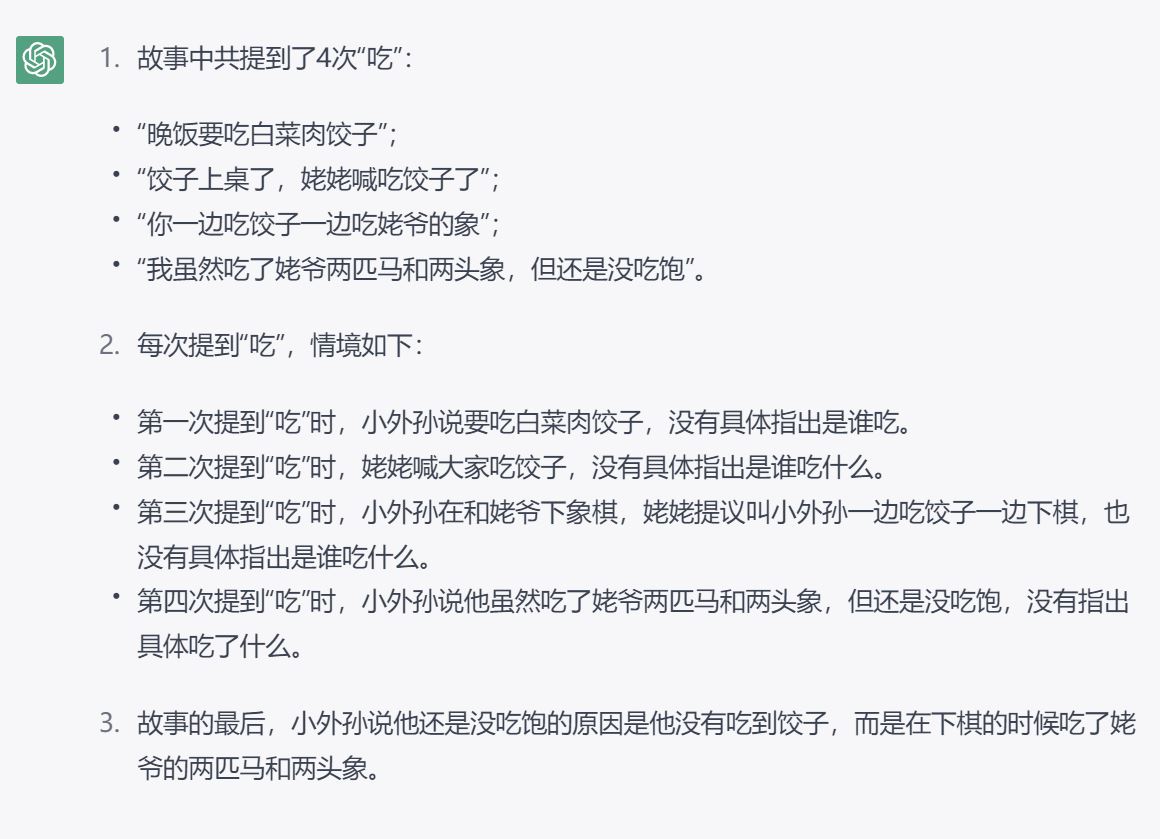 1. 故事中共提到了4次“吃”：
• “晚饭要吃白菜肉饺子”；
• “饺子上桌了，姥姥喊吃饺子了”；
• “你一边吃饺子一边吃姥爷的象”；
• “我虽然吃了姥爷两匹马和两头象，但还是没吃饱”。
2. 每次提到“吃”，情境如下：
• 第一次提到“吃”时，小外孙说要吃白菜肉饺子，没有具体指出是谁吃。
• 第二次提到“吃”时，姥姥喊大家吃饺子，没有具体指出是谁吃什么。
• 第三次提到“吃”时，小外孙在和姥爷下象棋，姥姥提议叫小外孙一边吃饺子一边下棋，也
没有具体指出是谁吃什么。
• 第四次提到“吃”时，小外孙说他虽然吃了姥爷两匹马和两头象，但还是没吃饱，没有指出
具体吃了什么。
3. 故事的最后，小外孙说他还是没吃饱的原因是他没有吃到饺子，而是在下棋的时候吃了姥
爷的两匹马和两头象。